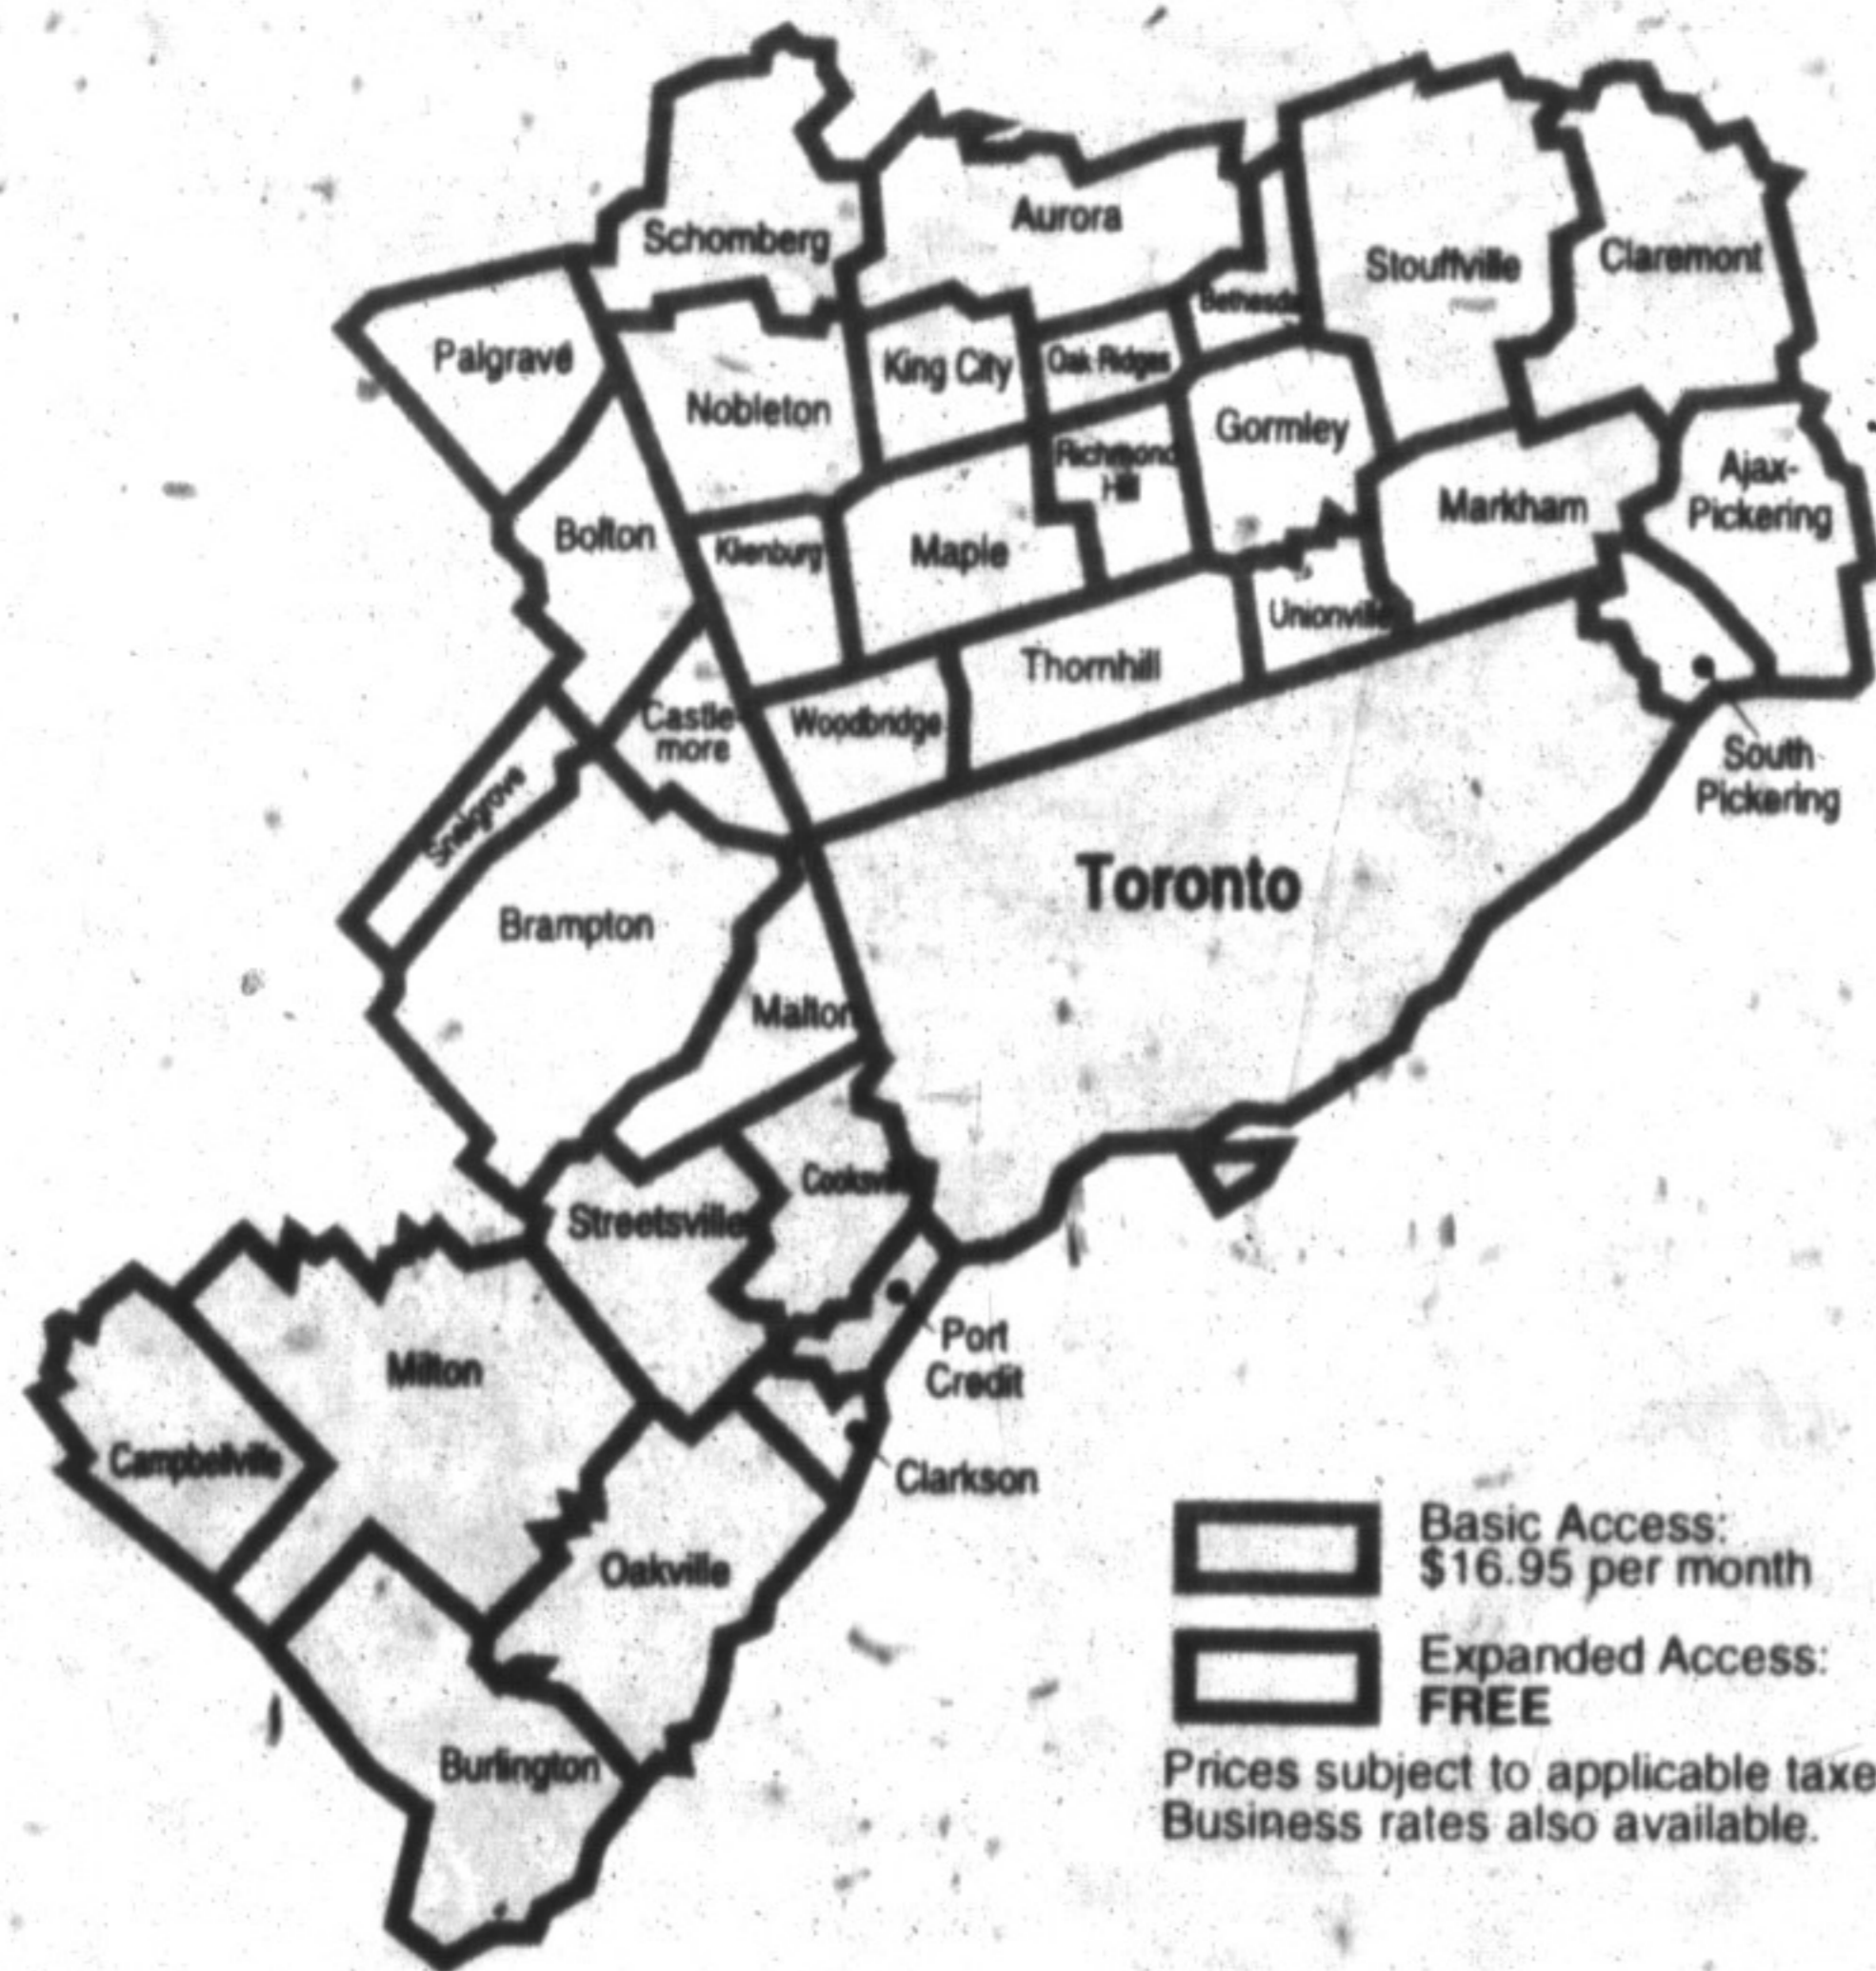 Schomberg
Aurora
Stouffville
Claremont
Palgrave
Nobleton
King City
Oak Ridges
Bethesda
Gormley
Richmond
Hill
Markham
Ajax-
Pickering
Bolton
Klienburg
Maple
Unionville
Thornhill
Castle-
more
Woodbridge
South
Pickering
Snelgrove
Brampton
Toronto
Malton
Cooksville
Streetsville
Port
Credit
Milton
Campbellville
Clarkson
Oakville
Burlington
Basic Access:
$16.95 per month
Expanded Access:
FREE
Prices subject to applicable taxe
Business rates also available.